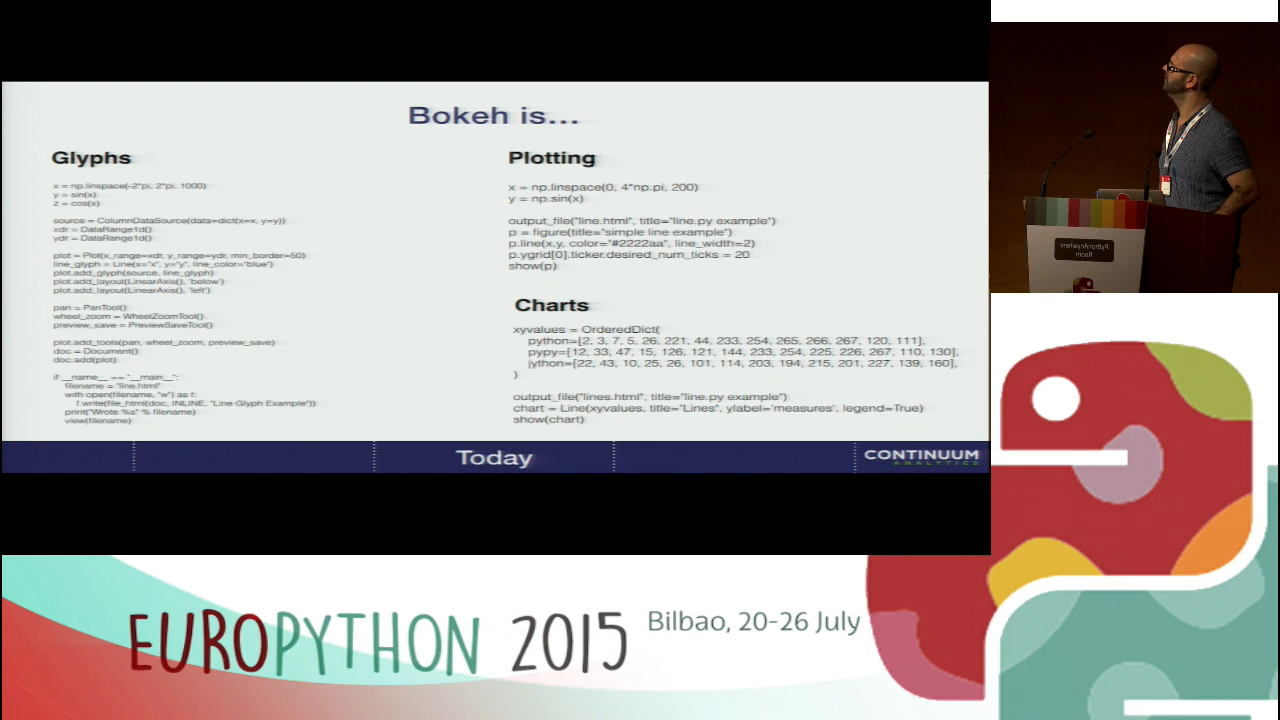 Bokeh is...
Glyphs
x = np.linspace(-2*pi, 2*pi, 1000)
y = sin(x)
z = cos(x)
source = ColumnDataSource(data=dict(x=x, y=y))
xdr = DataRange1d()
ydr = DataRange1d()
plot = Plot(x_range=xdr, y_range=ydr, min_border=50)
line_glyph = Line(x="x", y="y", line_color="blue")
plot.add_glyph(source, line_glyph)
plot.add_layout(LinearAxis(), 'below')
plot.add_layout(LinearAxis(), 'left')
pan = PanTool()
wheel_zoom = WheelZoomTool()
preview_save = PreviewSaveTool()
plot.add_tools(pan, wheel_zoom, preview_save)
doc = Document()
doc.add(plot)
if __name__ == "__main__":
filename = "line.html"
with open(filename, "w") as f:
f.write(file_html(doc, INLINE, "Line Glyph Example"))
print("Wrote %s" % filename)
view(filename)
Plotting
x = np.linspace(0, 4*np.pi, 200)
y = np.sin(x)
output_file("line.html", title="line.py example")
p = figure(title="simple line example")
p.line(x,y, color="#2222aa", line_width=2)
p.ygrid[0].ticker.desired_num_ticks = 20
show(p)
Charts
xyvalues = OrderedDict(
python=[2, 3, 7, 5, 26, 221, 44, 233, 254, 265, 266, 267, 120, 111],
pypy=[12, 33, 47, 15, 126, 121, 144, 233, 254, 225, 226, 267, 110, 130],
jython=[22, 43, 10, 25, 26, 101, 114, 203, 194, 215, 201, 227, 139, 160],
)
output_file("lines.html", title="line.py example")
chart = Line(xyvalues, title="Lines", ylabel='measures', legend=True)
show(chart)
Today
CONTINUUM
ANALYTICS
PythonAnywhere
Room
EUROPYTHON 2015
Bilbao, 20-26 July